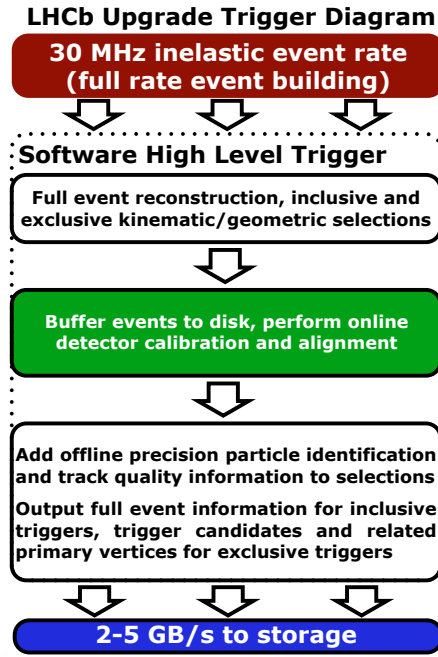 LHCb Upgrade Trigger Diagram
30 MHz inelastic event rate
(full rate event building)
Software High Level Trigger
Full event reconstruction, inclusive and
exclusive kinematic/geometric selections
Buffer events to disk, perform online
detector calibration and alignment
Add offline precision particle identification
and track quality information to selections
Output full event information for inclusive
triggers, trigger candidates and related
primary vertices for exclusive triggers
2-5 GB/s to storage